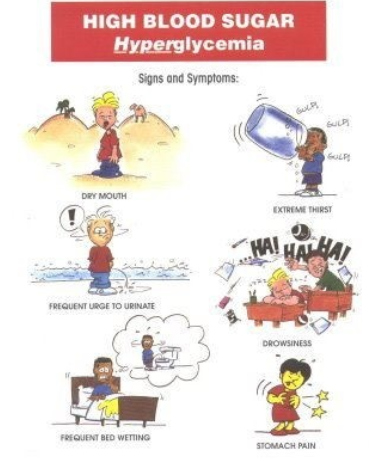 HIGH BLOOD SUGAR
Hyperglycemia
Signs and Symptoms:
DRY MOUTH
GULP!
GULP!
GULP!
EXTREME THIRST
!
FREQUENT URGE TO URINATE
HA! HA! HA!
DROWSINESS
FREQUENT BED WETTING
STOMACH PAIN